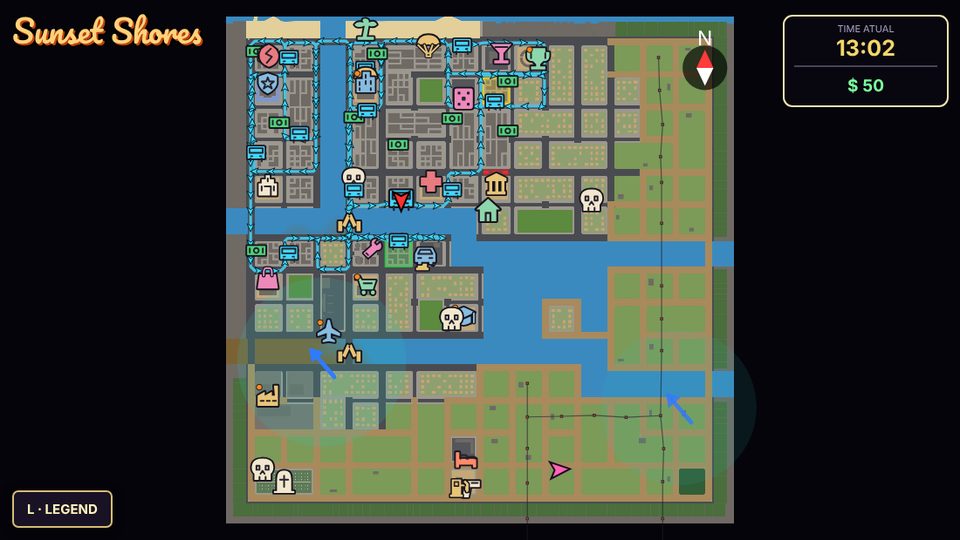 Sunset Shores
N
TIME ATUAL
13:02
$ 50
L · LEGEND